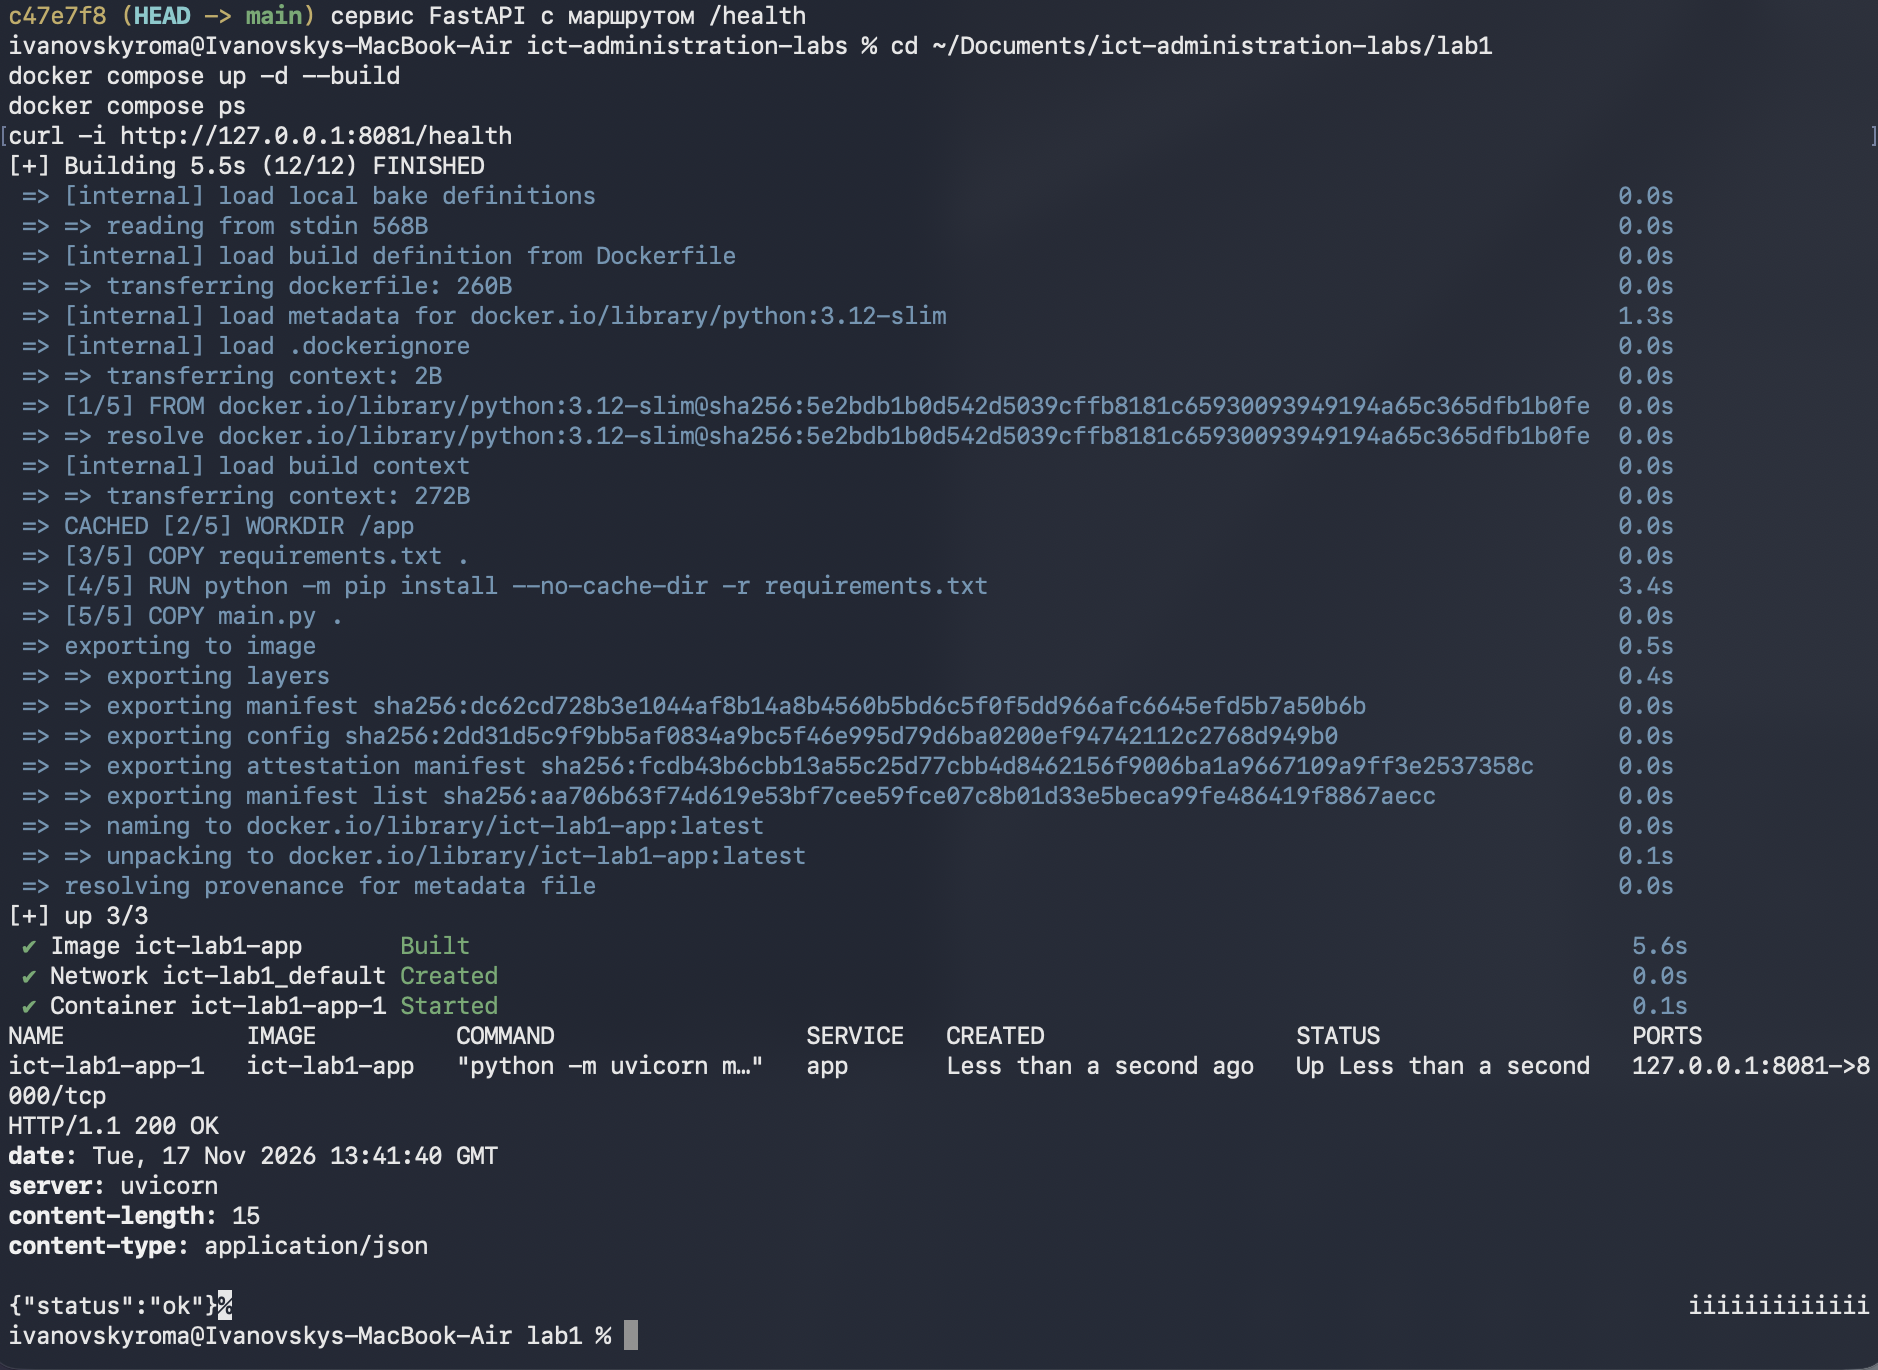 c47e7f8 (HEAD -> main) сервис FastAPI с маршрутом /health
ivanovskyroma@Ivanovskys-MacBook-Air ict-administration-labs % cd ~/Documents/ict-administration-labs/lab1
docker compose up -d --build
docker compose ps
[curl -i http://127.0.0.1:8081/health ]
[+] Building 5.5s (12/12) FINISHED
=> [internal] load local bake definitions 0.0s
=> => reading from stdin 568B 0.0s
=> [internal] load build definition from Dockerfile 0.0s
=> => transferring dockerfile: 260B 0.0s
=> [internal] load metadata for docker.io/library/python:3.12-slim 1.3s
=> [internal] load .dockerignore 0.0s
=> => transferring context: 2B 0.0s
=> [1/5] FROM docker.io/library/python:3.12-slim@sha256:5e2bdb1b0d542d5039cffb8181c65930093949194a65c365dfb1b0fe 0.0s
=> => resolve docker.io/library/python:3.12-slim@sha256:5e2bdb1b0d542d5039cffb8181c65930093949194a65c365dfb1b0fe 0.0s
=> [internal] load build context 0.0s
=> => transferring context: 272B 0.0s
=> CACHED [2/5] WORKDIR /app 0.0s
=> [3/5] COPY requirements.txt . 0.0s
=> [4/5] RUN python -m pip install --no-cache-dir -r requirements.txt 3.4s
=> [5/5] COPY main.py . 0.0s
=> exporting to image 0.5s
=> => exporting layers 0.4s
=> => exporting manifest sha256:dc62cd728b3e1044af8b14a8b4560b5bd6c5f0f5dd966afc6645efd5b7a50b6b 0.0s
=> => exporting config sha256:2dd31d5c9f9bb5af0834a9bc5f46e995d79d6ba0200ef94742112c2768d949b0 0.0s
=> => exporting attestation manifest sha256:fcdb43b6cbb13a55c25d77cbb4d8462156f9006ba1a9667109a9ff3e2537358c 0.0s
=> => exporting manifest list sha256:aa706b63f74d619e53bf7cee59fce07c8b01d33e5beca99fe486419f8867aecc 0.0s
=> => naming to docker.io/library/ict-lab1-app:latest 0.0s
=> => unpacking to docker.io/library/ict-lab1-app:latest 0.1s
=> resolving provenance for metadata file 0.0s
[+] up 3/3
✔ Image ict-lab1-app Built 5.6s
✔ Network ict-lab1_default Created 0.0s
✔ Container ict-lab1-app-1 Started 0.1s
NAME IMAGE COMMAND SERVICE CREATED STATUS PORTS
ict-lab1-app-1 ict-lab1-app "python -m uvicorn m…" app Less than a second ago Up Less than a second 127.0.0.1:8081->8
000/tcp
HTTP/1.1 200 OK
date: Tue, 17 Nov 2026 13:41:40 GMT
server: uvicorn
content-length: 15
content-type: application/json
{"status":"ok"}% iiiiiiiiiiiii
ivanovskyroma@Ivanovskys-MacBook-Air lab1 %